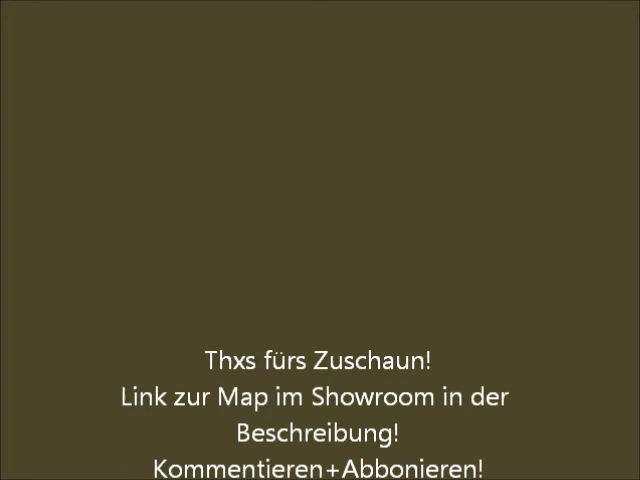 Thxs fürs Zuschaun!
Link zur Map im Showroom in der
Beschreibung!
Kommentieren+Abbonieren!